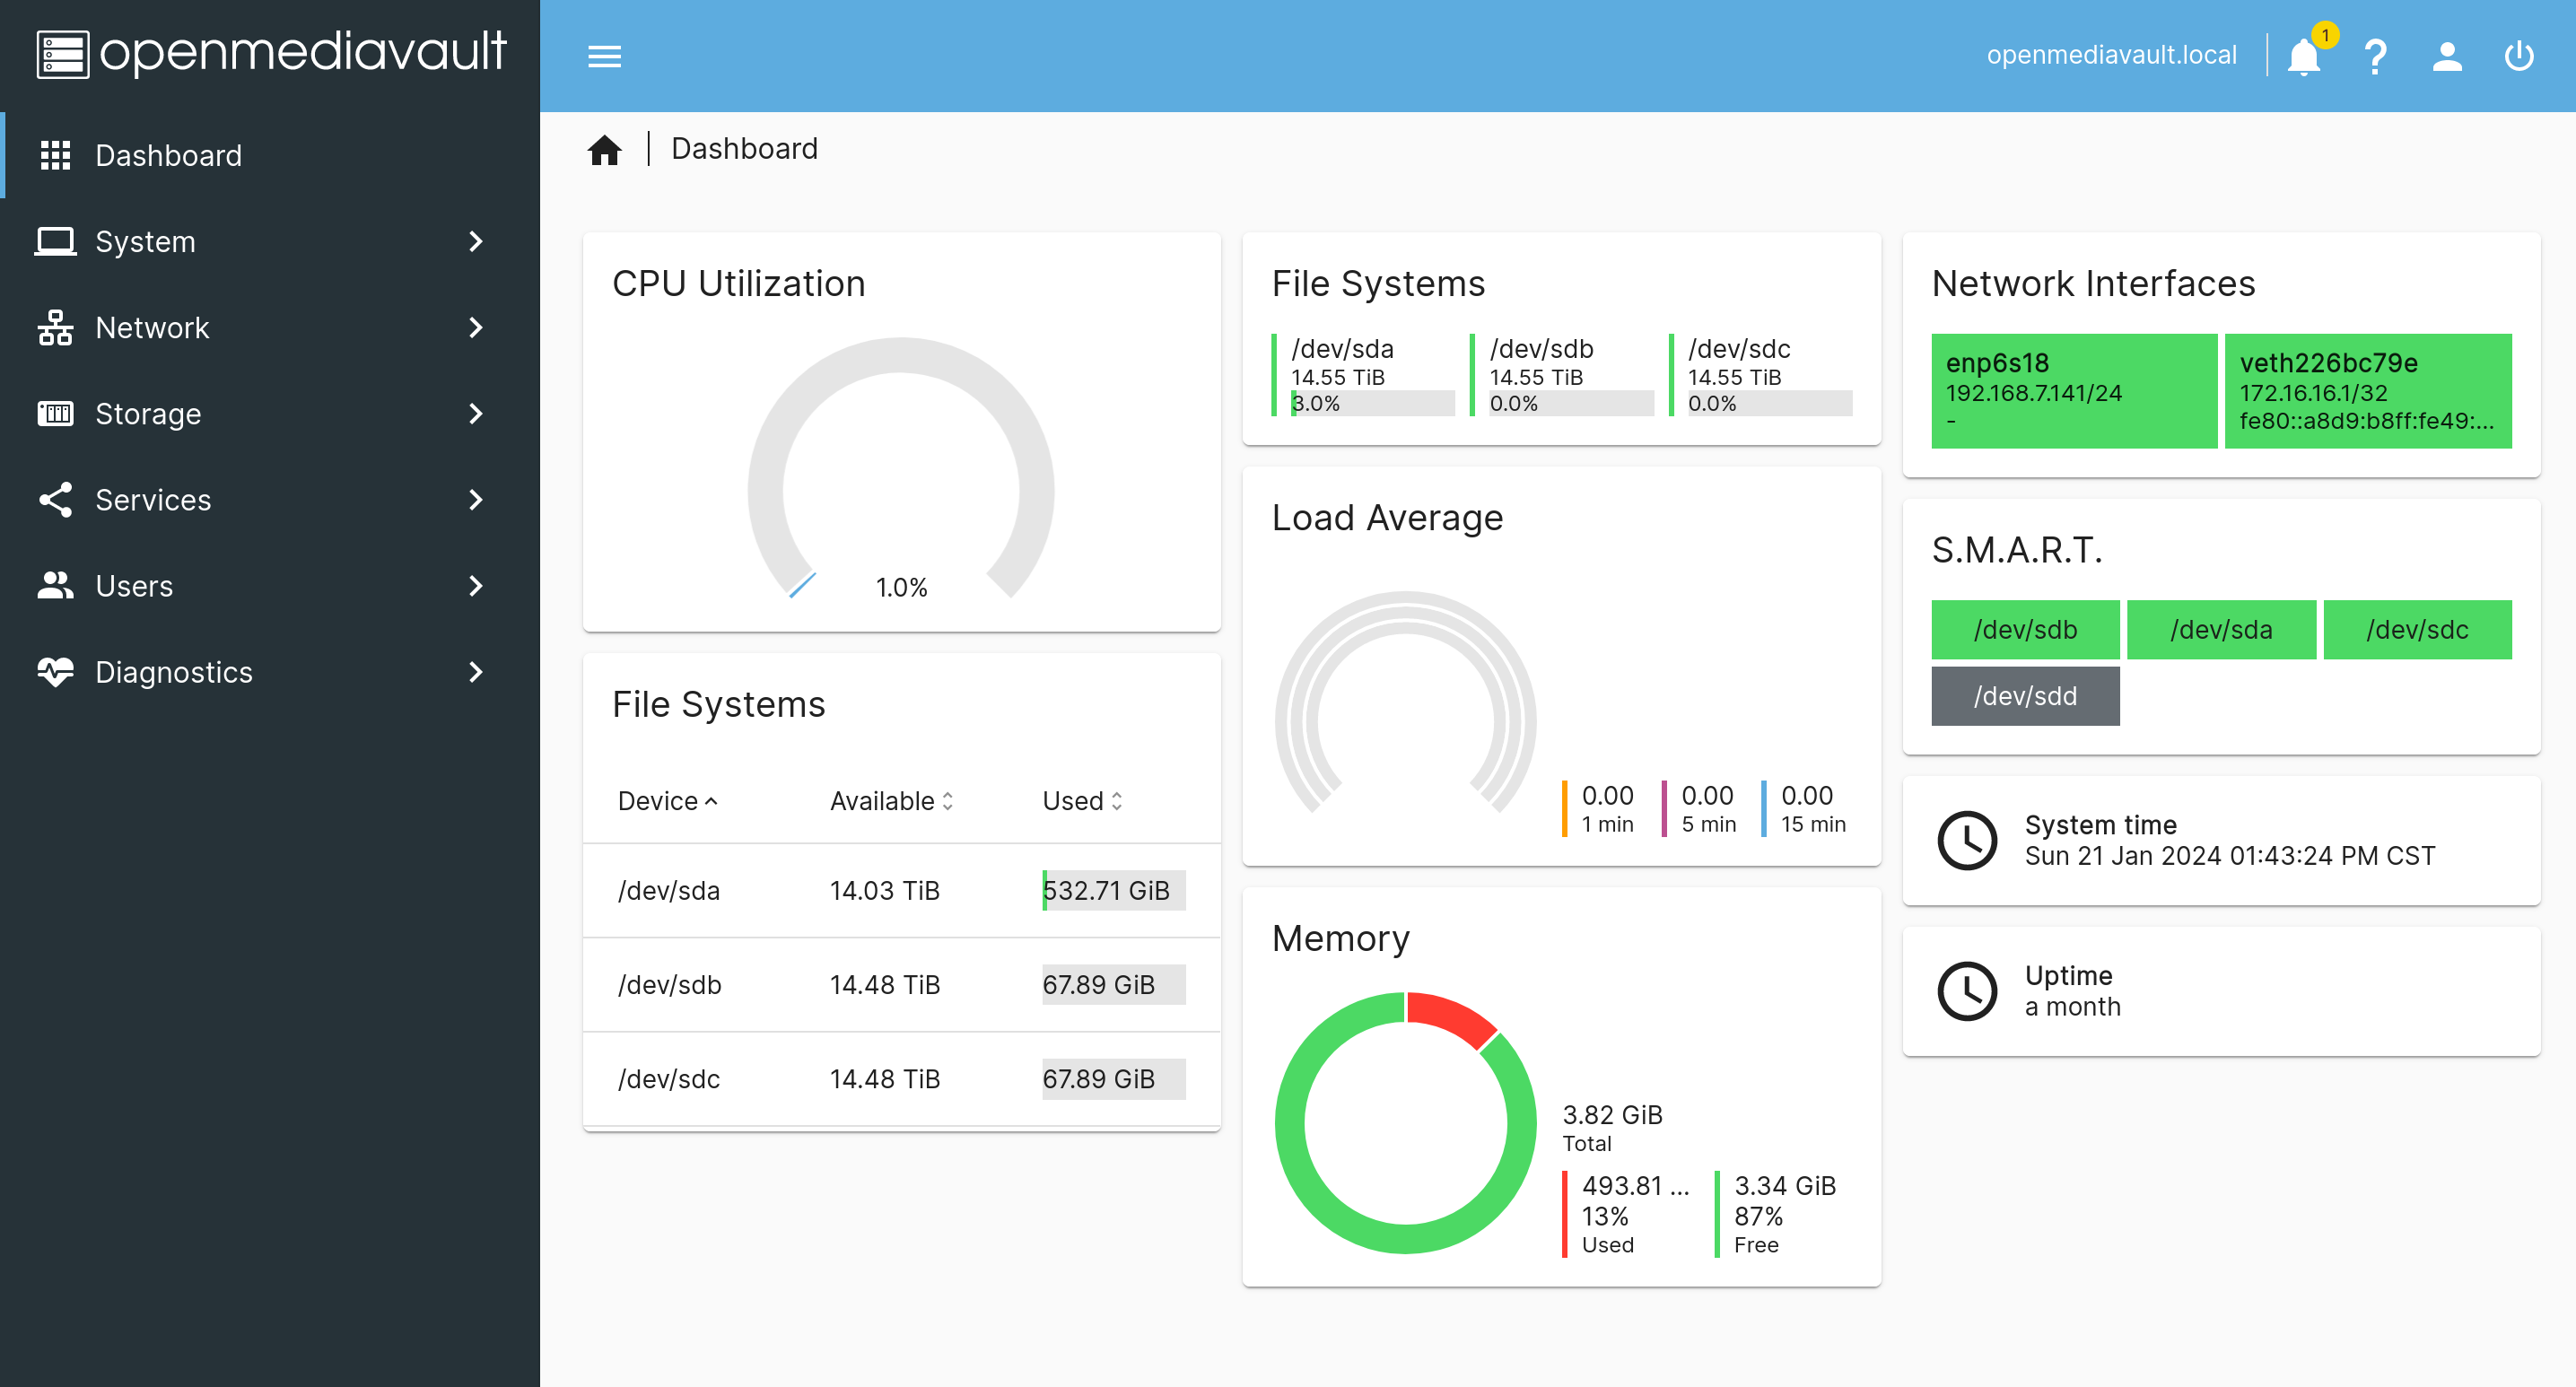 openmediavault
openmediavault.local
1
Dashboard
System
Network
Storage
Services
Users
Diagnostics
Dashboard
CPU Utilization
1.0%
File Systems
Device Available Used
/dev/sda 14.03 TiB 532.71 GiB
/dev/sdb 14.48 TiB 67.89 GiB
/dev/sdc 14.48 TiB 67.89 GiB
File Systems
/dev/sda /dev/sdb /dev/sdc
14.55 TiB 14.55 TiB 14.55 TiB
3.0% 0.0% 0.0%
Load Average
0.00 0.00 0.00
1 min 5 min 15 min
Memory
3.82 GiB
Total
493.81 ... 3.34 GiB
13% 87%
Used Free
Network Interfaces
enp6s18 veth226bc79e
192.168.7.141/24 172.16.16.1/32
- fe80::a8d9:b8ff:fe49:...
S.M.A.R.T.
/dev/sdb /dev/sda /dev/sdc
/dev/sdd
System time
Sun 21 Jan 2024 01:43:24 PM CST
Uptime
a month